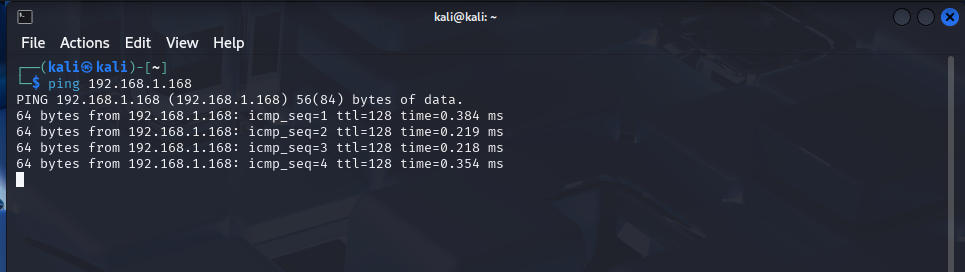 kali@kali: ~
File Actions Edit View Help
┌──(kali㉿kali)-[~]
└─$ ping 192.168.1.168
PING 192.168.1.168 (192.168.1.168) 56(84) bytes of data.
64 bytes from 192.168.1.168: icmp_seq=1 ttl=128 time=0.384 ms
64 bytes from 192.168.1.168: icmp_seq=2 ttl=128 time=0.219 ms
64 bytes from 192.168.1.168: icmp_seq=3 ttl=128 time=0.218 ms
64 bytes from 192.168.1.168: icmp_seq=4 ttl=128 time=0.354 ms